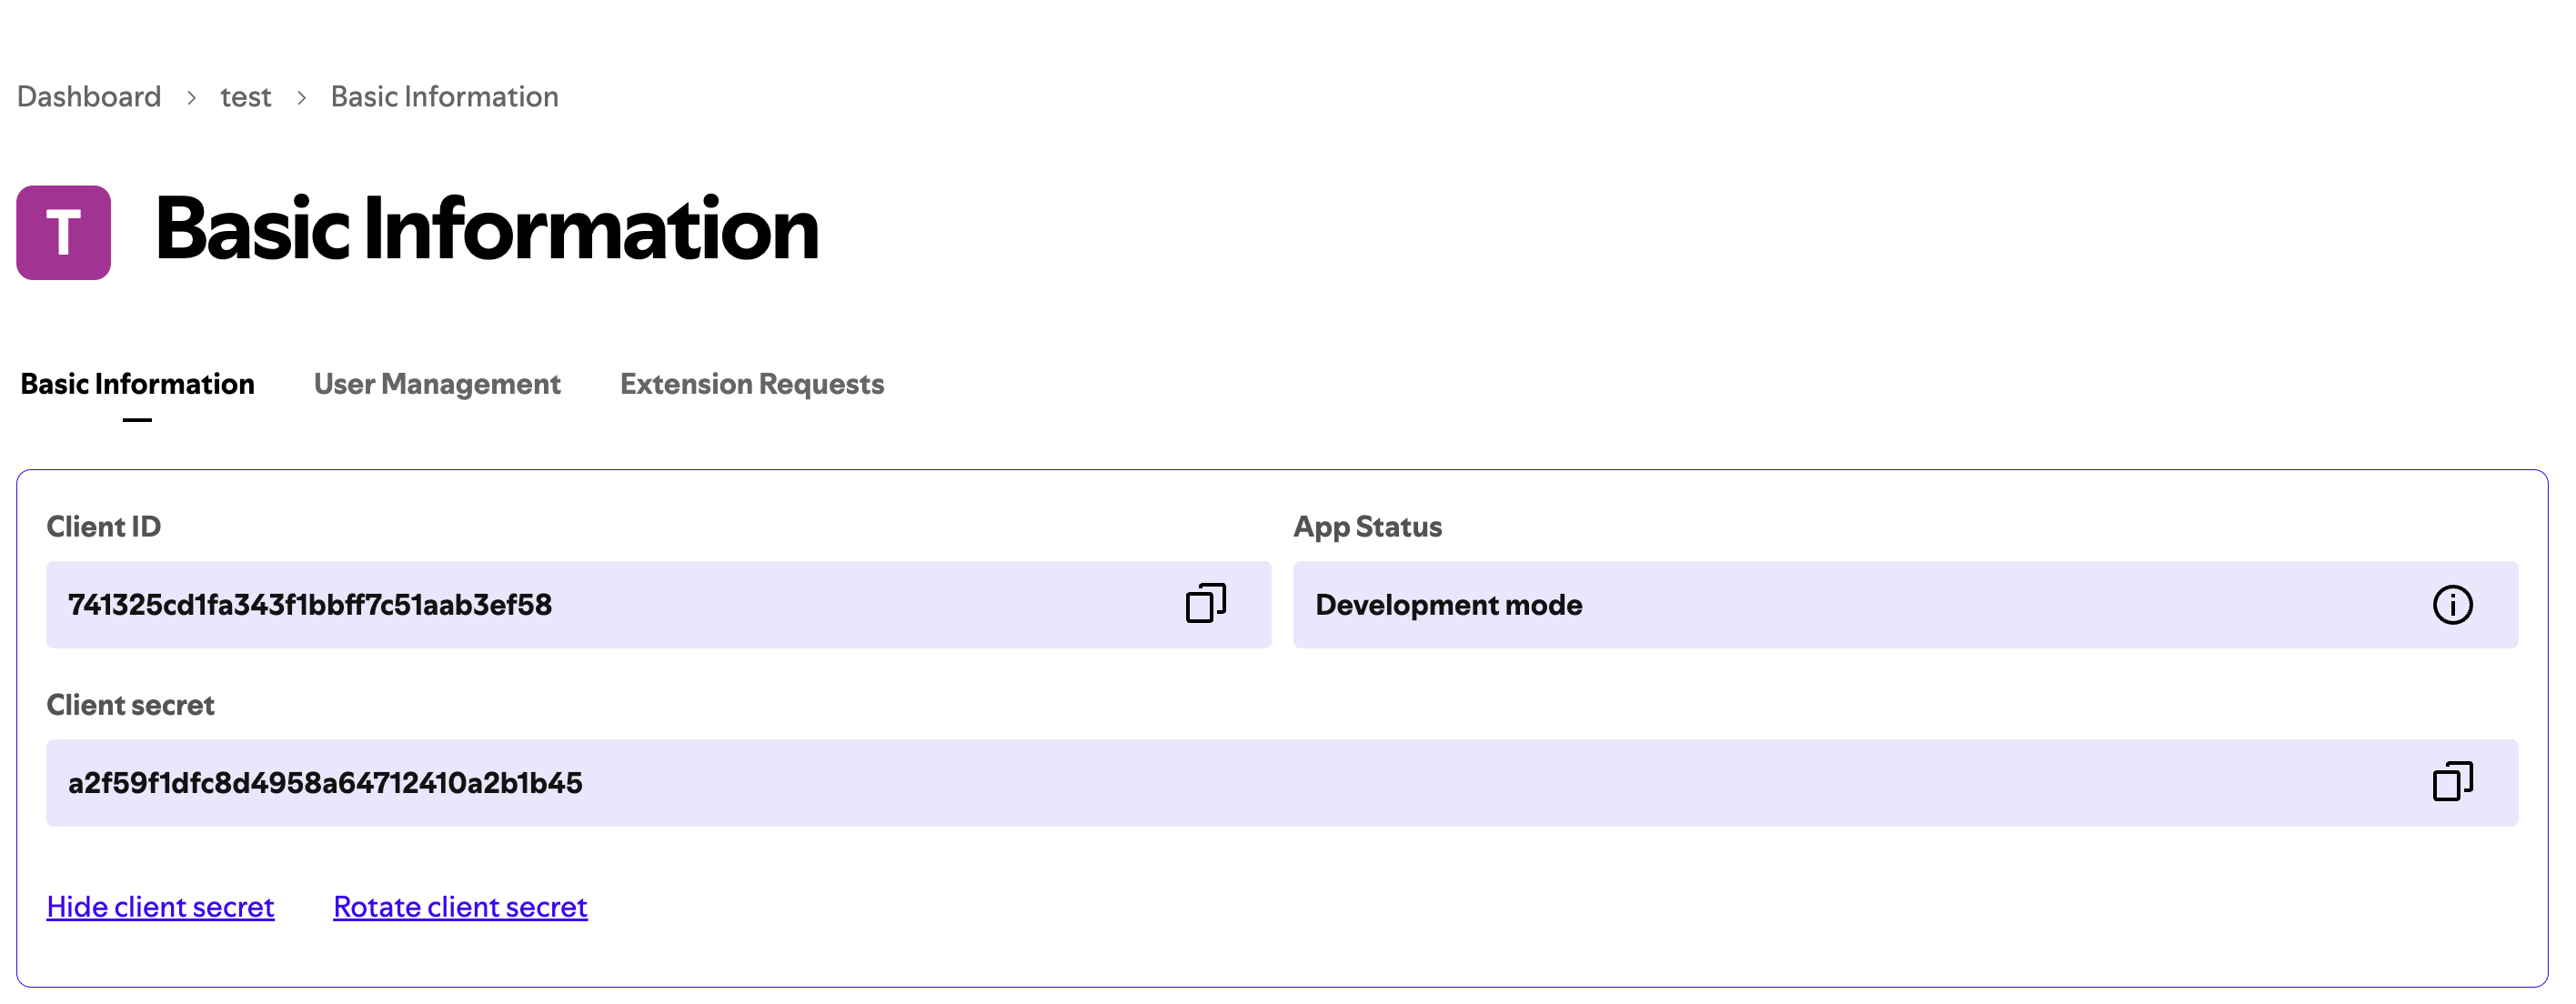 Dashboard > test > Basic Information
T Basic Information
Basic Information User Management Extension Requests
Client ID App Status
741325cd1fa343f1bbff7c51aab3ef58 Development mode
Client secret
a2f59f1dfc8d4958a64712410a2b1b45
Hide client secret Rotate client secret